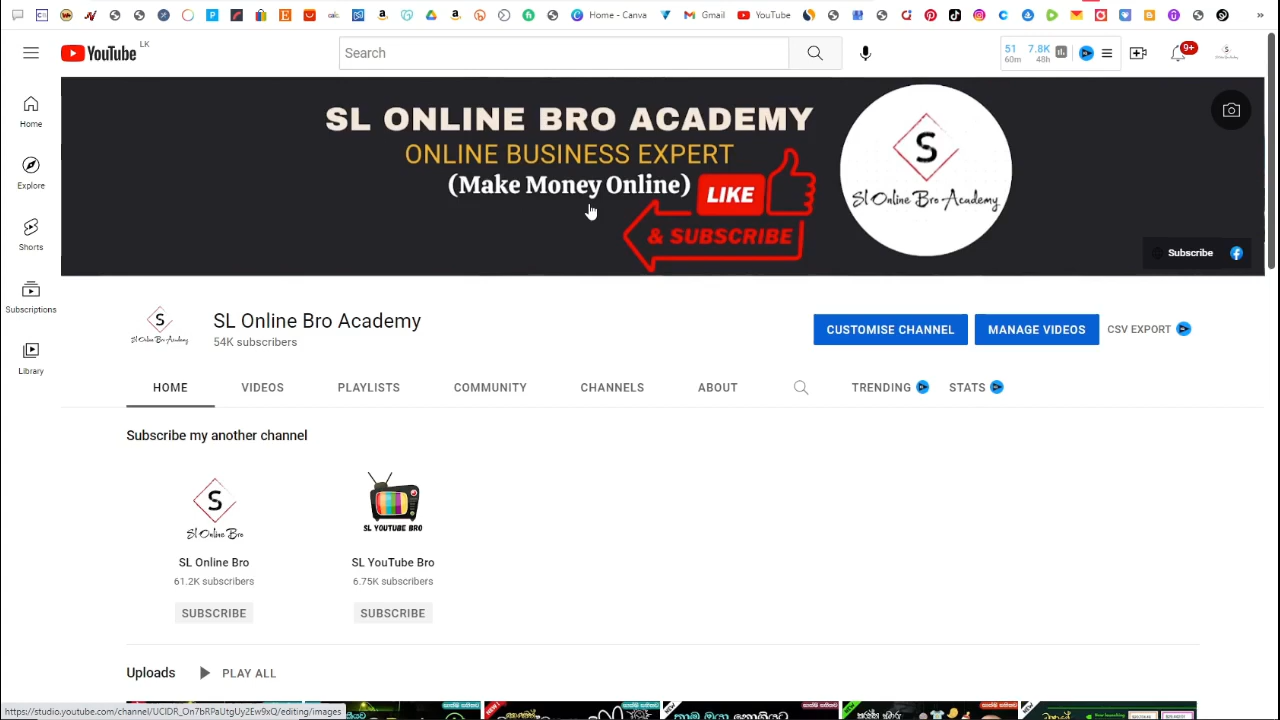 Home - Canva
Gmail
YouTube
YouTube LK
Search
51 7.8K
60m 48h
9+
SL ONLINE BRO ACADEMY
ONLINE BUSINESS EXPERT
(Make Money Online)
LIKE
& SUBSCRIBE
S
Sl Online Bro Academy
Subscribe
Home
Explore
Shorts
Subscriptions
Library
S
Sl Online Bro Academy
SL Online Bro Academy
54K subscribers
CUSTOMISE CHANNEL
MANAGE VIDEOS
CSV EXPORT
HOME
VIDEOS
PLAYLISTS
COMMUNITY
CHANNELS
ABOUT
TRENDING
STATS
Subscribe my another channel
S
Sl Online Bro
SL YOUTUBE BRO
SL Online Bro
SL YouTube Bro
61.2K subscribers
6.75K subscribers
SUBSCRIBE
SUBSCRIBE
Uploads
PLAY ALL
https://studio.youtube.com/channel/UCIDR_On7bRPaUtgUy2Ew9xQ/editing/images